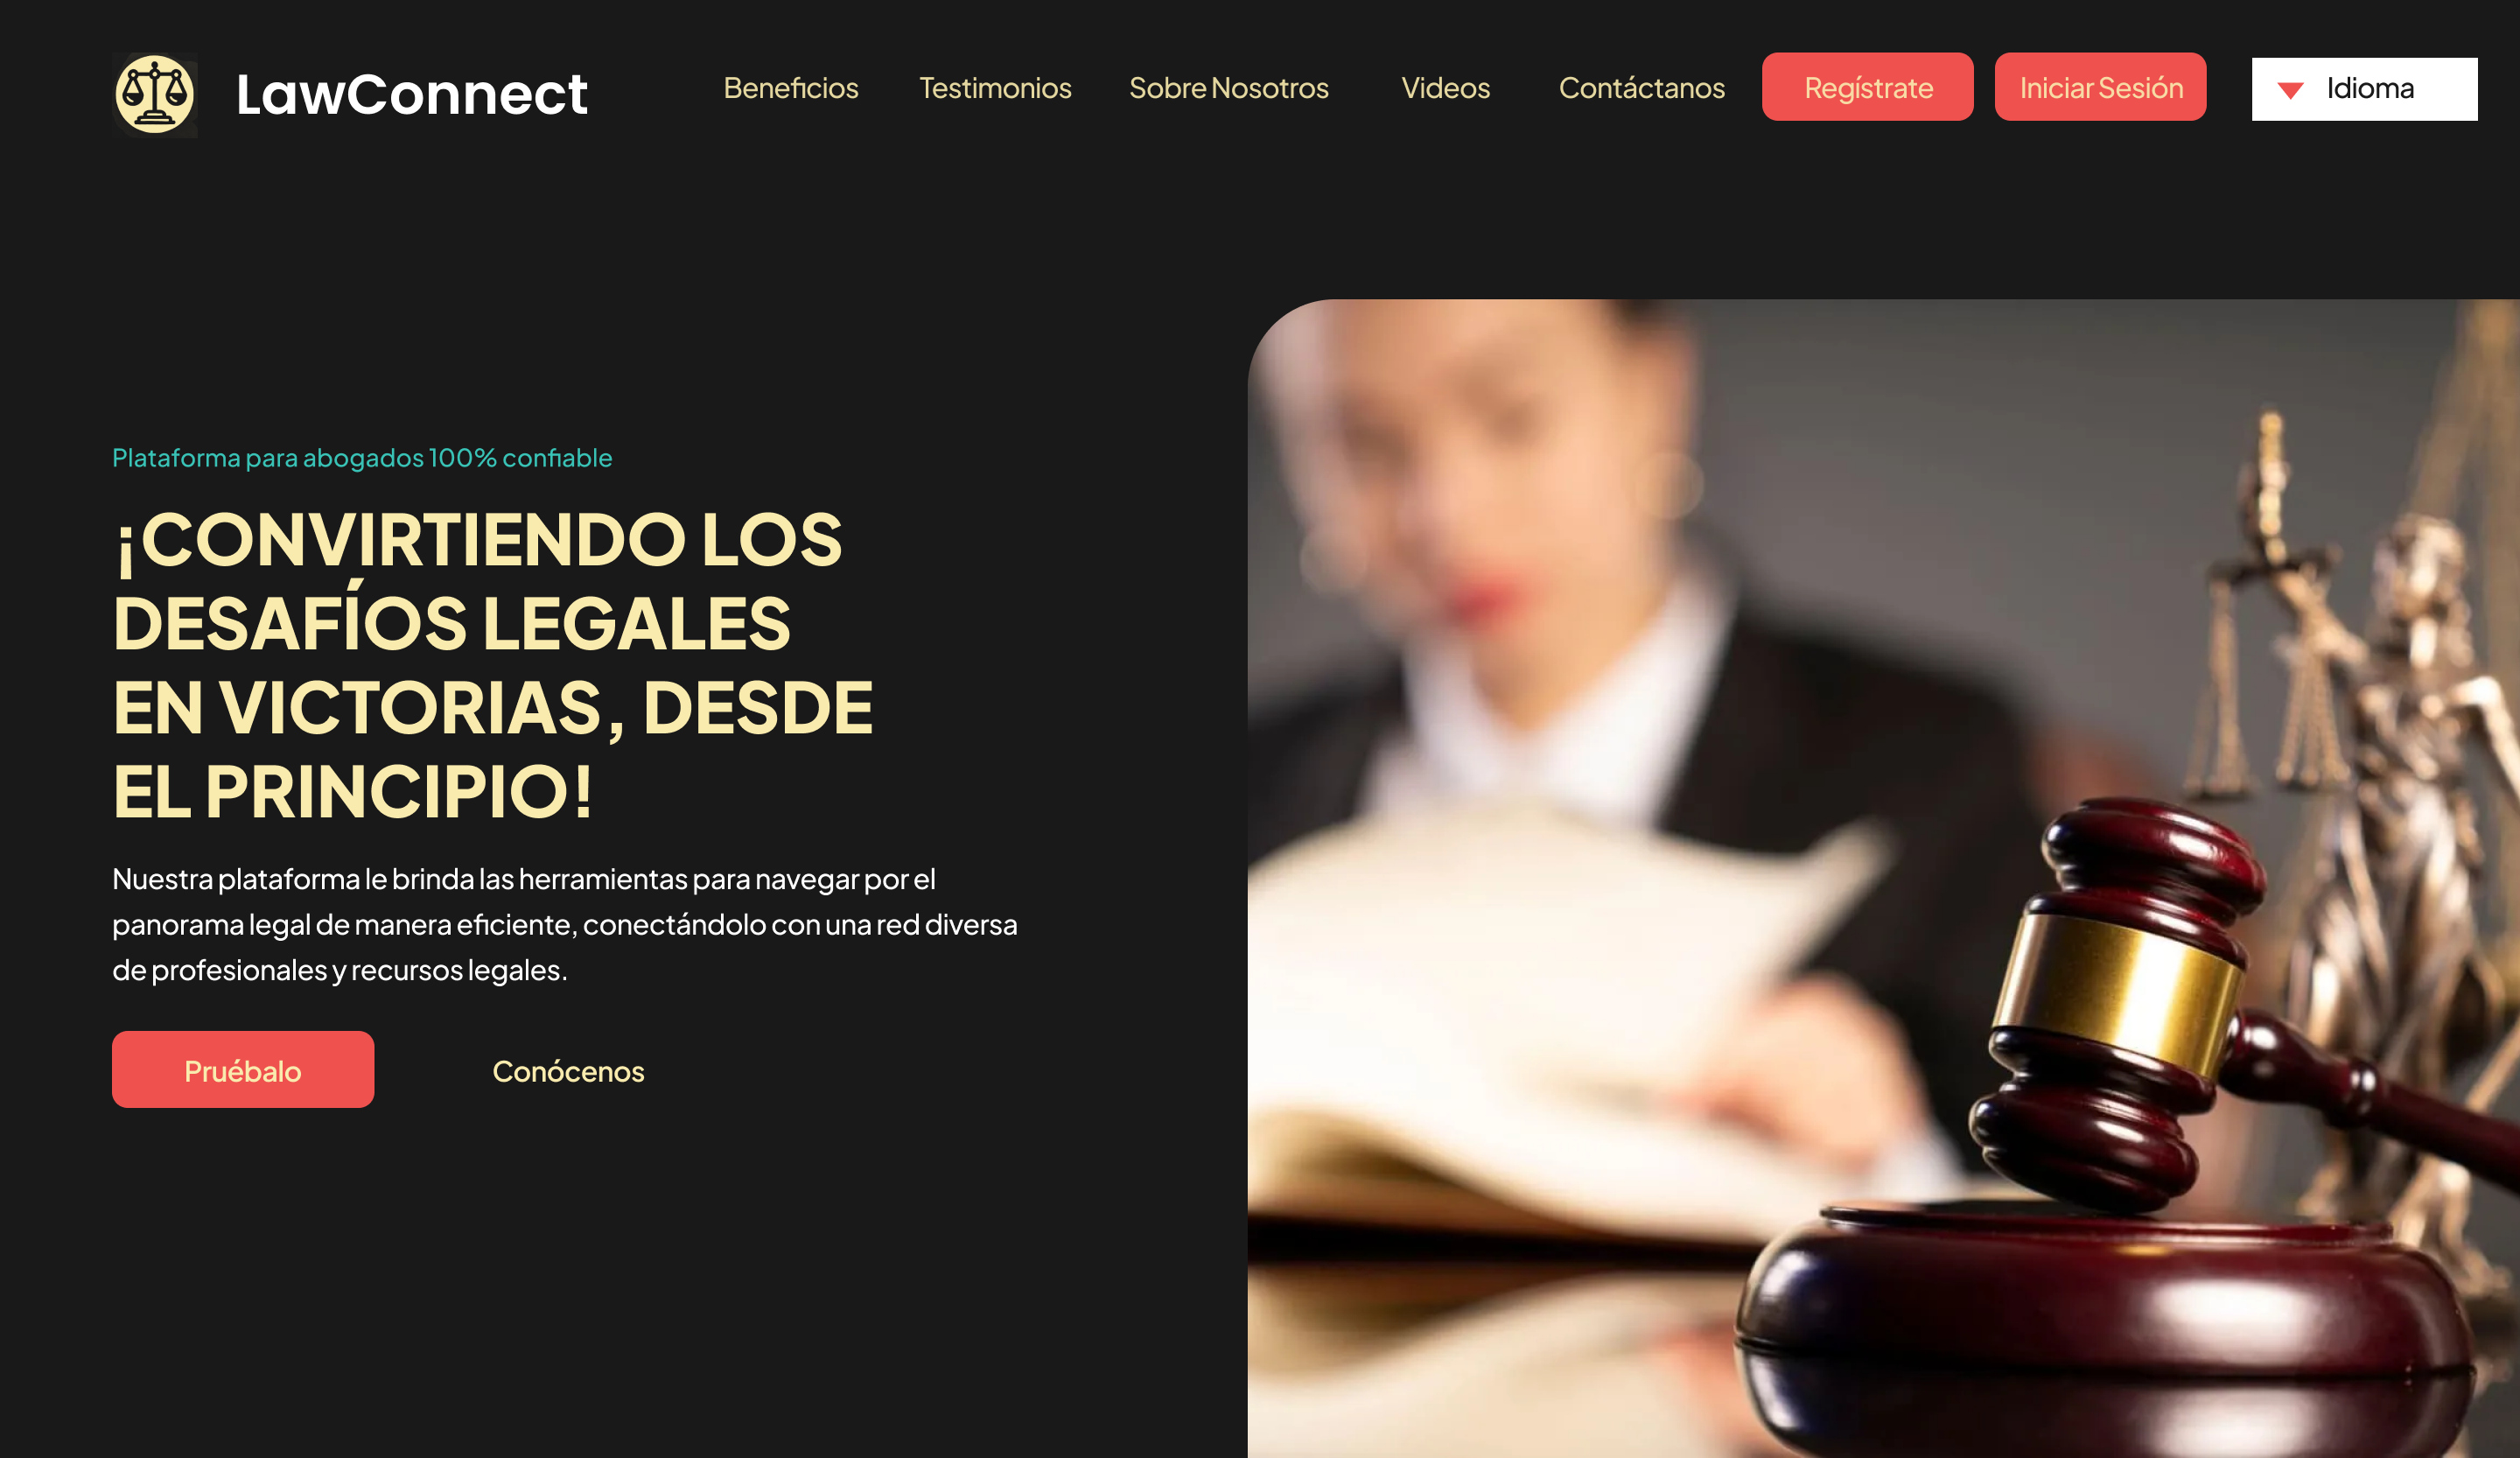 LawConnect
Beneficios
Testimonios
Sobre Nosotros
Videos
Contáctanos
Regístrate
Iniciar Sesión
Idioma
Plataforma para abogados 100% confiable
¡CONVIRTIENDO LOS
DESAFÍOS LEGALES
EN VICTORIAS, DESDE
EL PRINCIPIO!
Nuestra plataforma le brinda las herramientas para navegar por el
panorama legal de manera eficiente, conectándolo con una red diversa
de profesionales y recursos legales.
Pruébalo
Conócenos